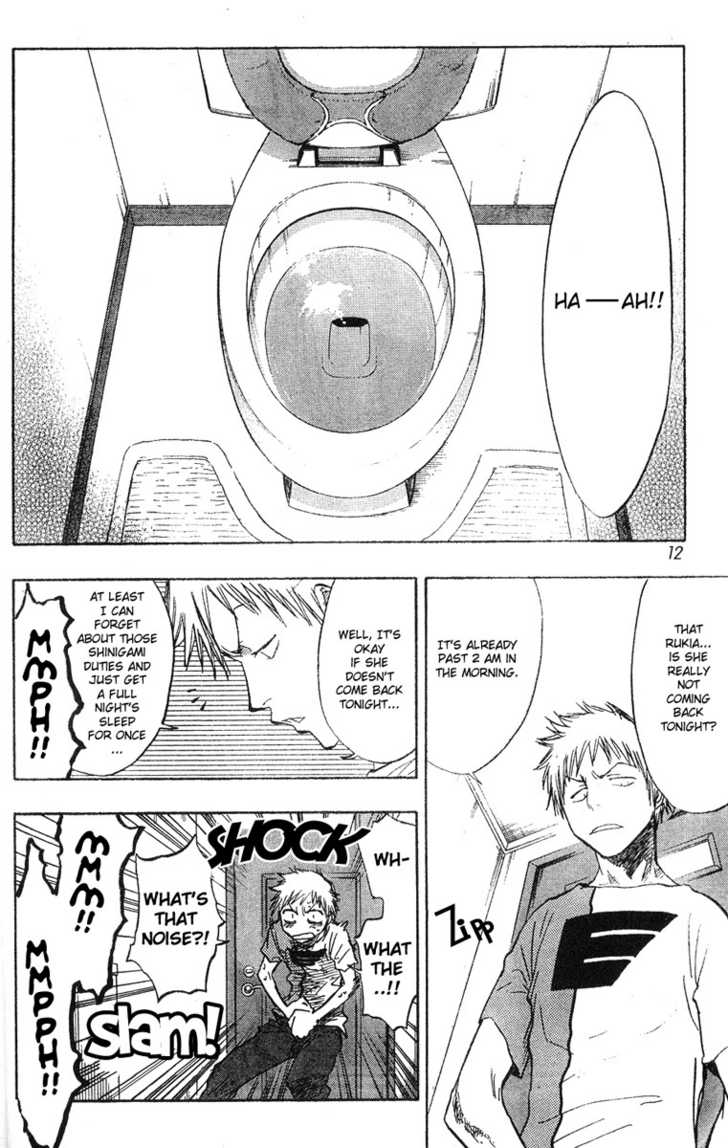 HA — AH!!
12
THAT
RUKIA...
IS SHE
REALLY
NOT
COMING
BACK
TONIGHT?
IT'S ALREADY
PAST 2 AM IN
THE MORNING.
ZIPP
WELL, IT'S
OKAY
IF SHE
DOESN'T
COME BACK
TONIGHT...
AT LEAST
I CAN
FORGET
ABOUT THOSE
SHINIGAMI
DUTIES AND
JUST GET
A FULL
NIGHT'S
SLEEP
FOR ONCE
...
MMPH!!
WH-
WHAT
THE
..!!
SHOCK
WHAT'S
THAT
NOISE?!
slam!
MMM!!
MMPPH!!